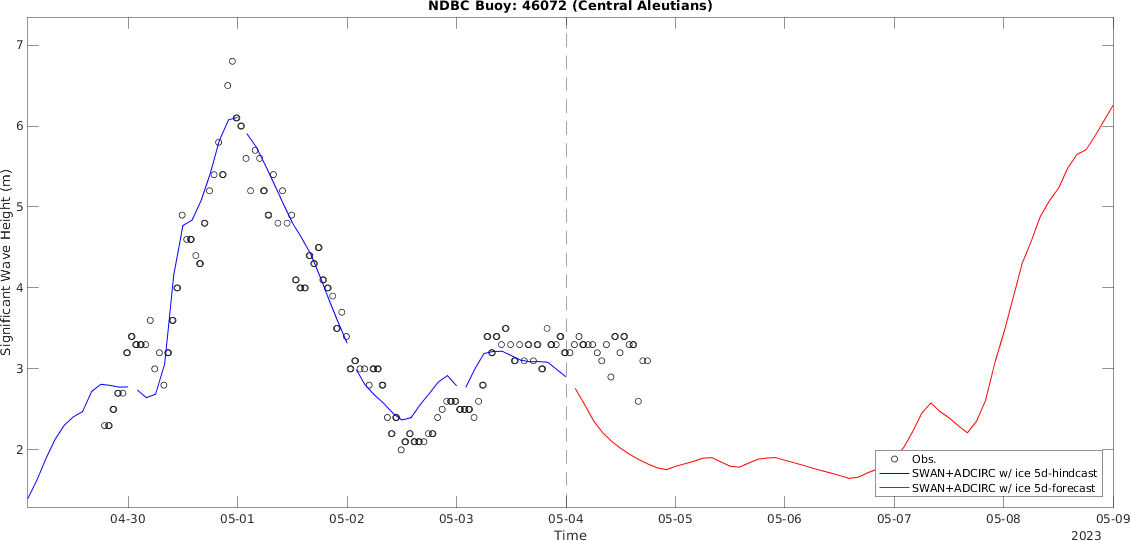 NDBC Buoy: 46072 (Central Aleutians)
Significant Wave Height (m)
7
6
5
4
3
2
Obs.
SWAN+ADCIRC w/ ice 5d-hindcast
SWAN+ADCIRC w/ ice 5d-forecast
04-30 05-01 05-02 05-03 05-04 05-05 05-06 05-07 05-08 05-09
Time
2023